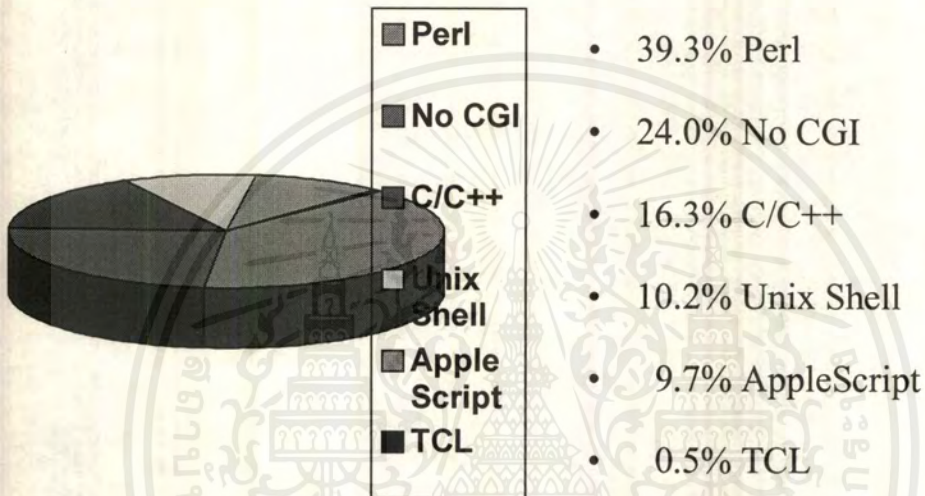 Perl
No CGI
C/C++
Unix
Shell
Apple
Script
TCL
• 39.3% Perl
• 24.0% No CGI
• 16.3% C/C++
• 10.2% Unix Shell
• 9.7% AppleScript
• 0.5% TCL